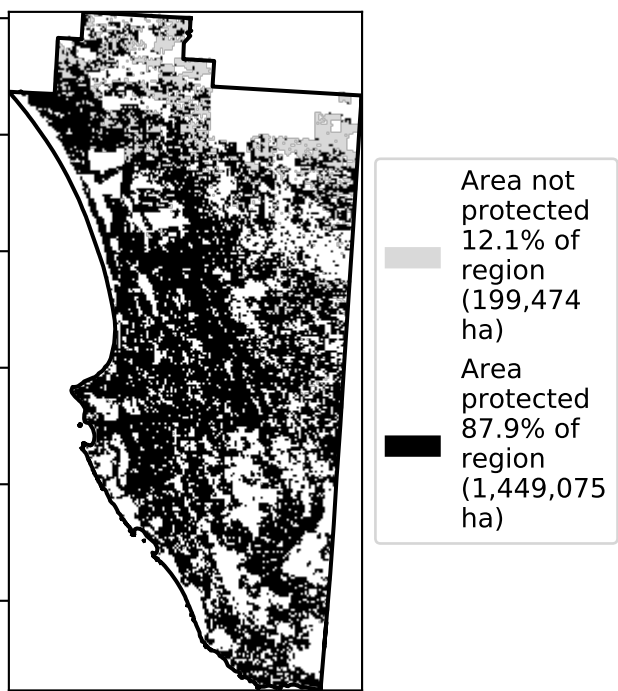 Area not
protected
12.1% of
region
(199,474
ha)
Area
protected
87.9% of
region
(1,449,075
ha)